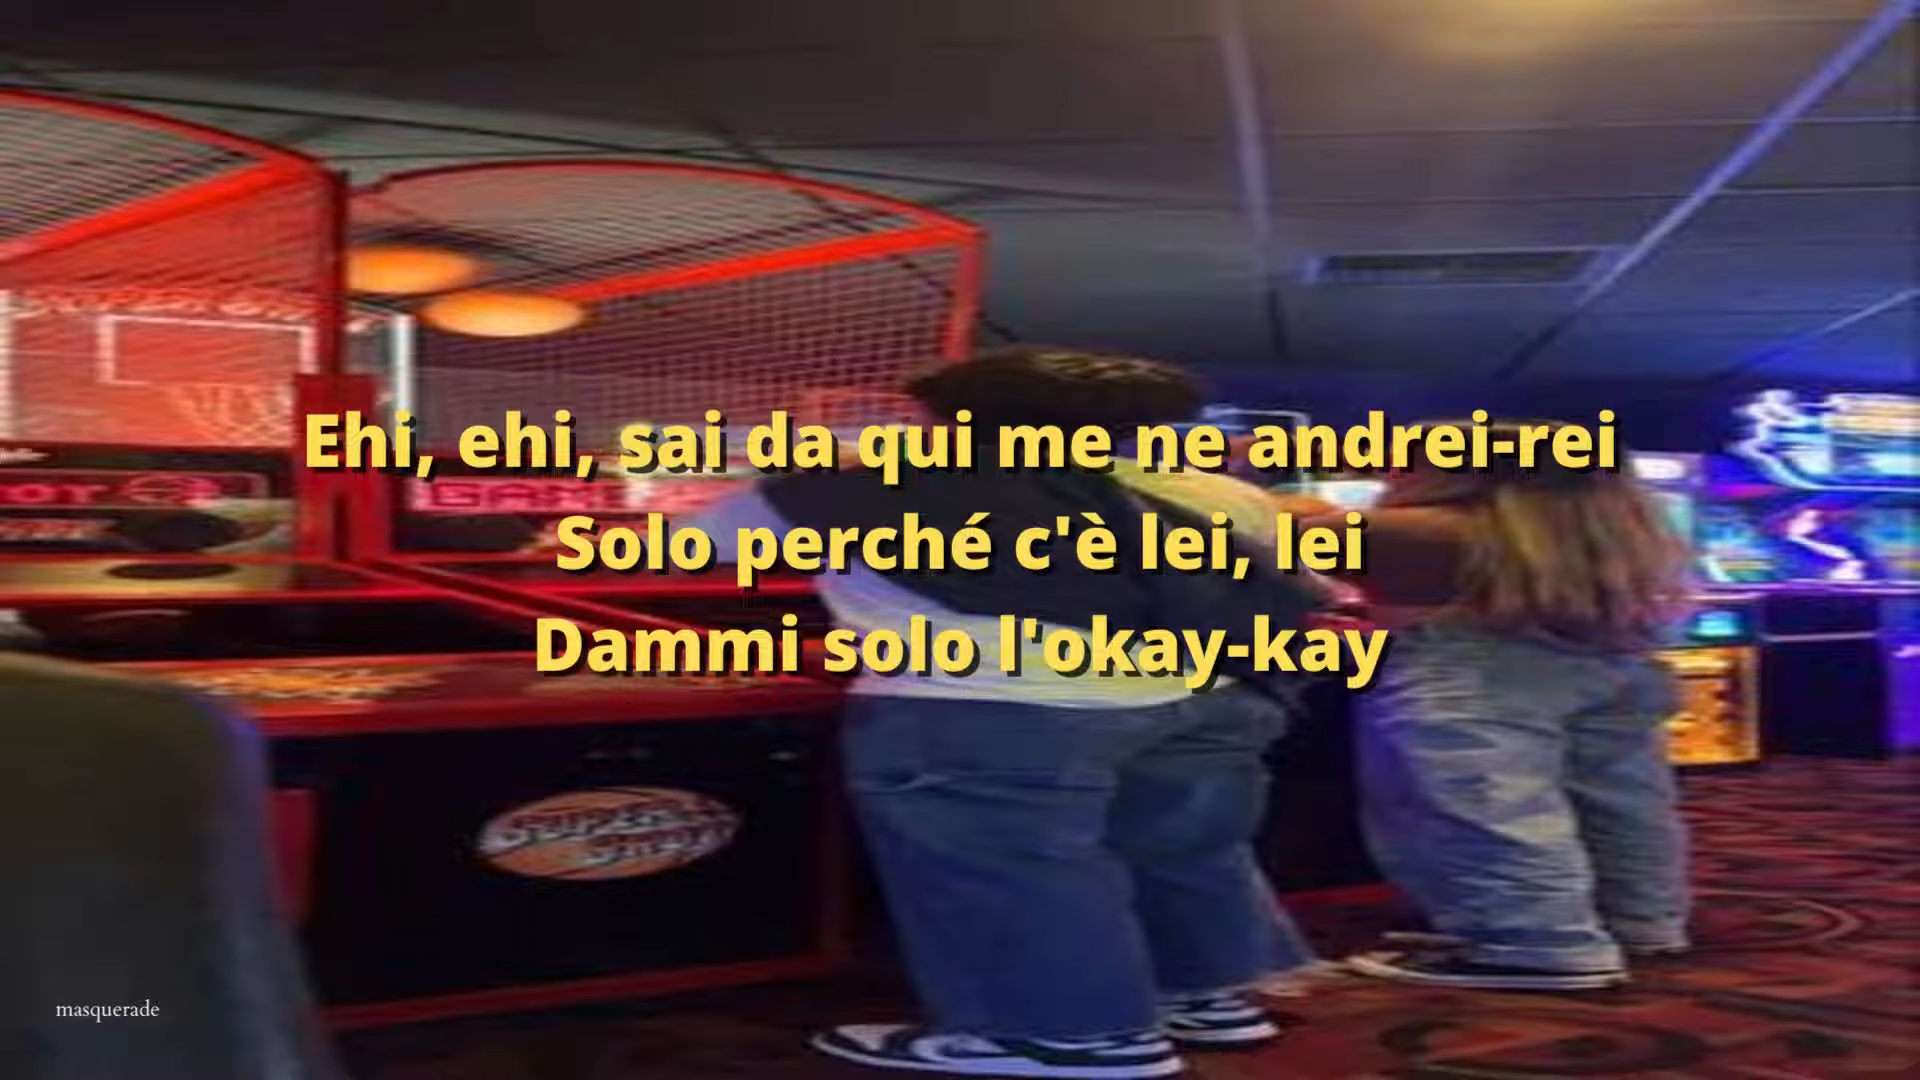 Ehi, ehi, sai da qui me ne andrei-rei
Solo perché c'è lei, lei
Dammi solo l'okay-kay
masquerade